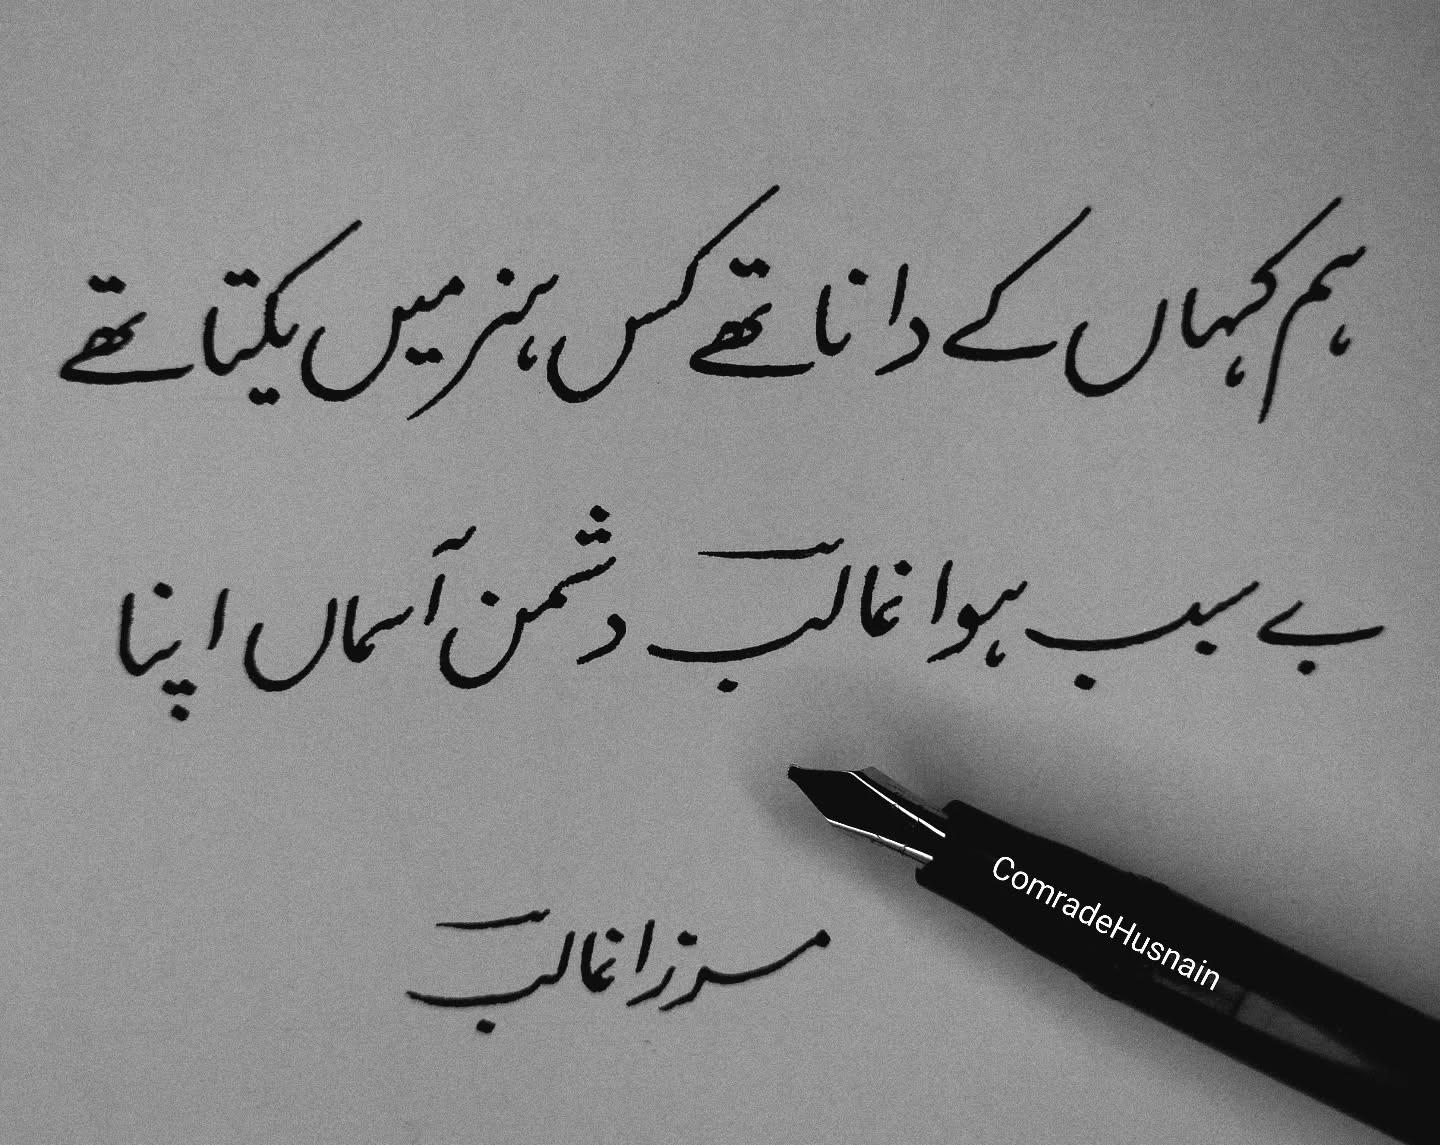 ہم کہاں کے دانا تھے کس ہنر میں یکتا تھے
بے سبب ہوا غالبؔ دشمن آسماں اپنا
مرزا غالبؔ
ComradeHusnain